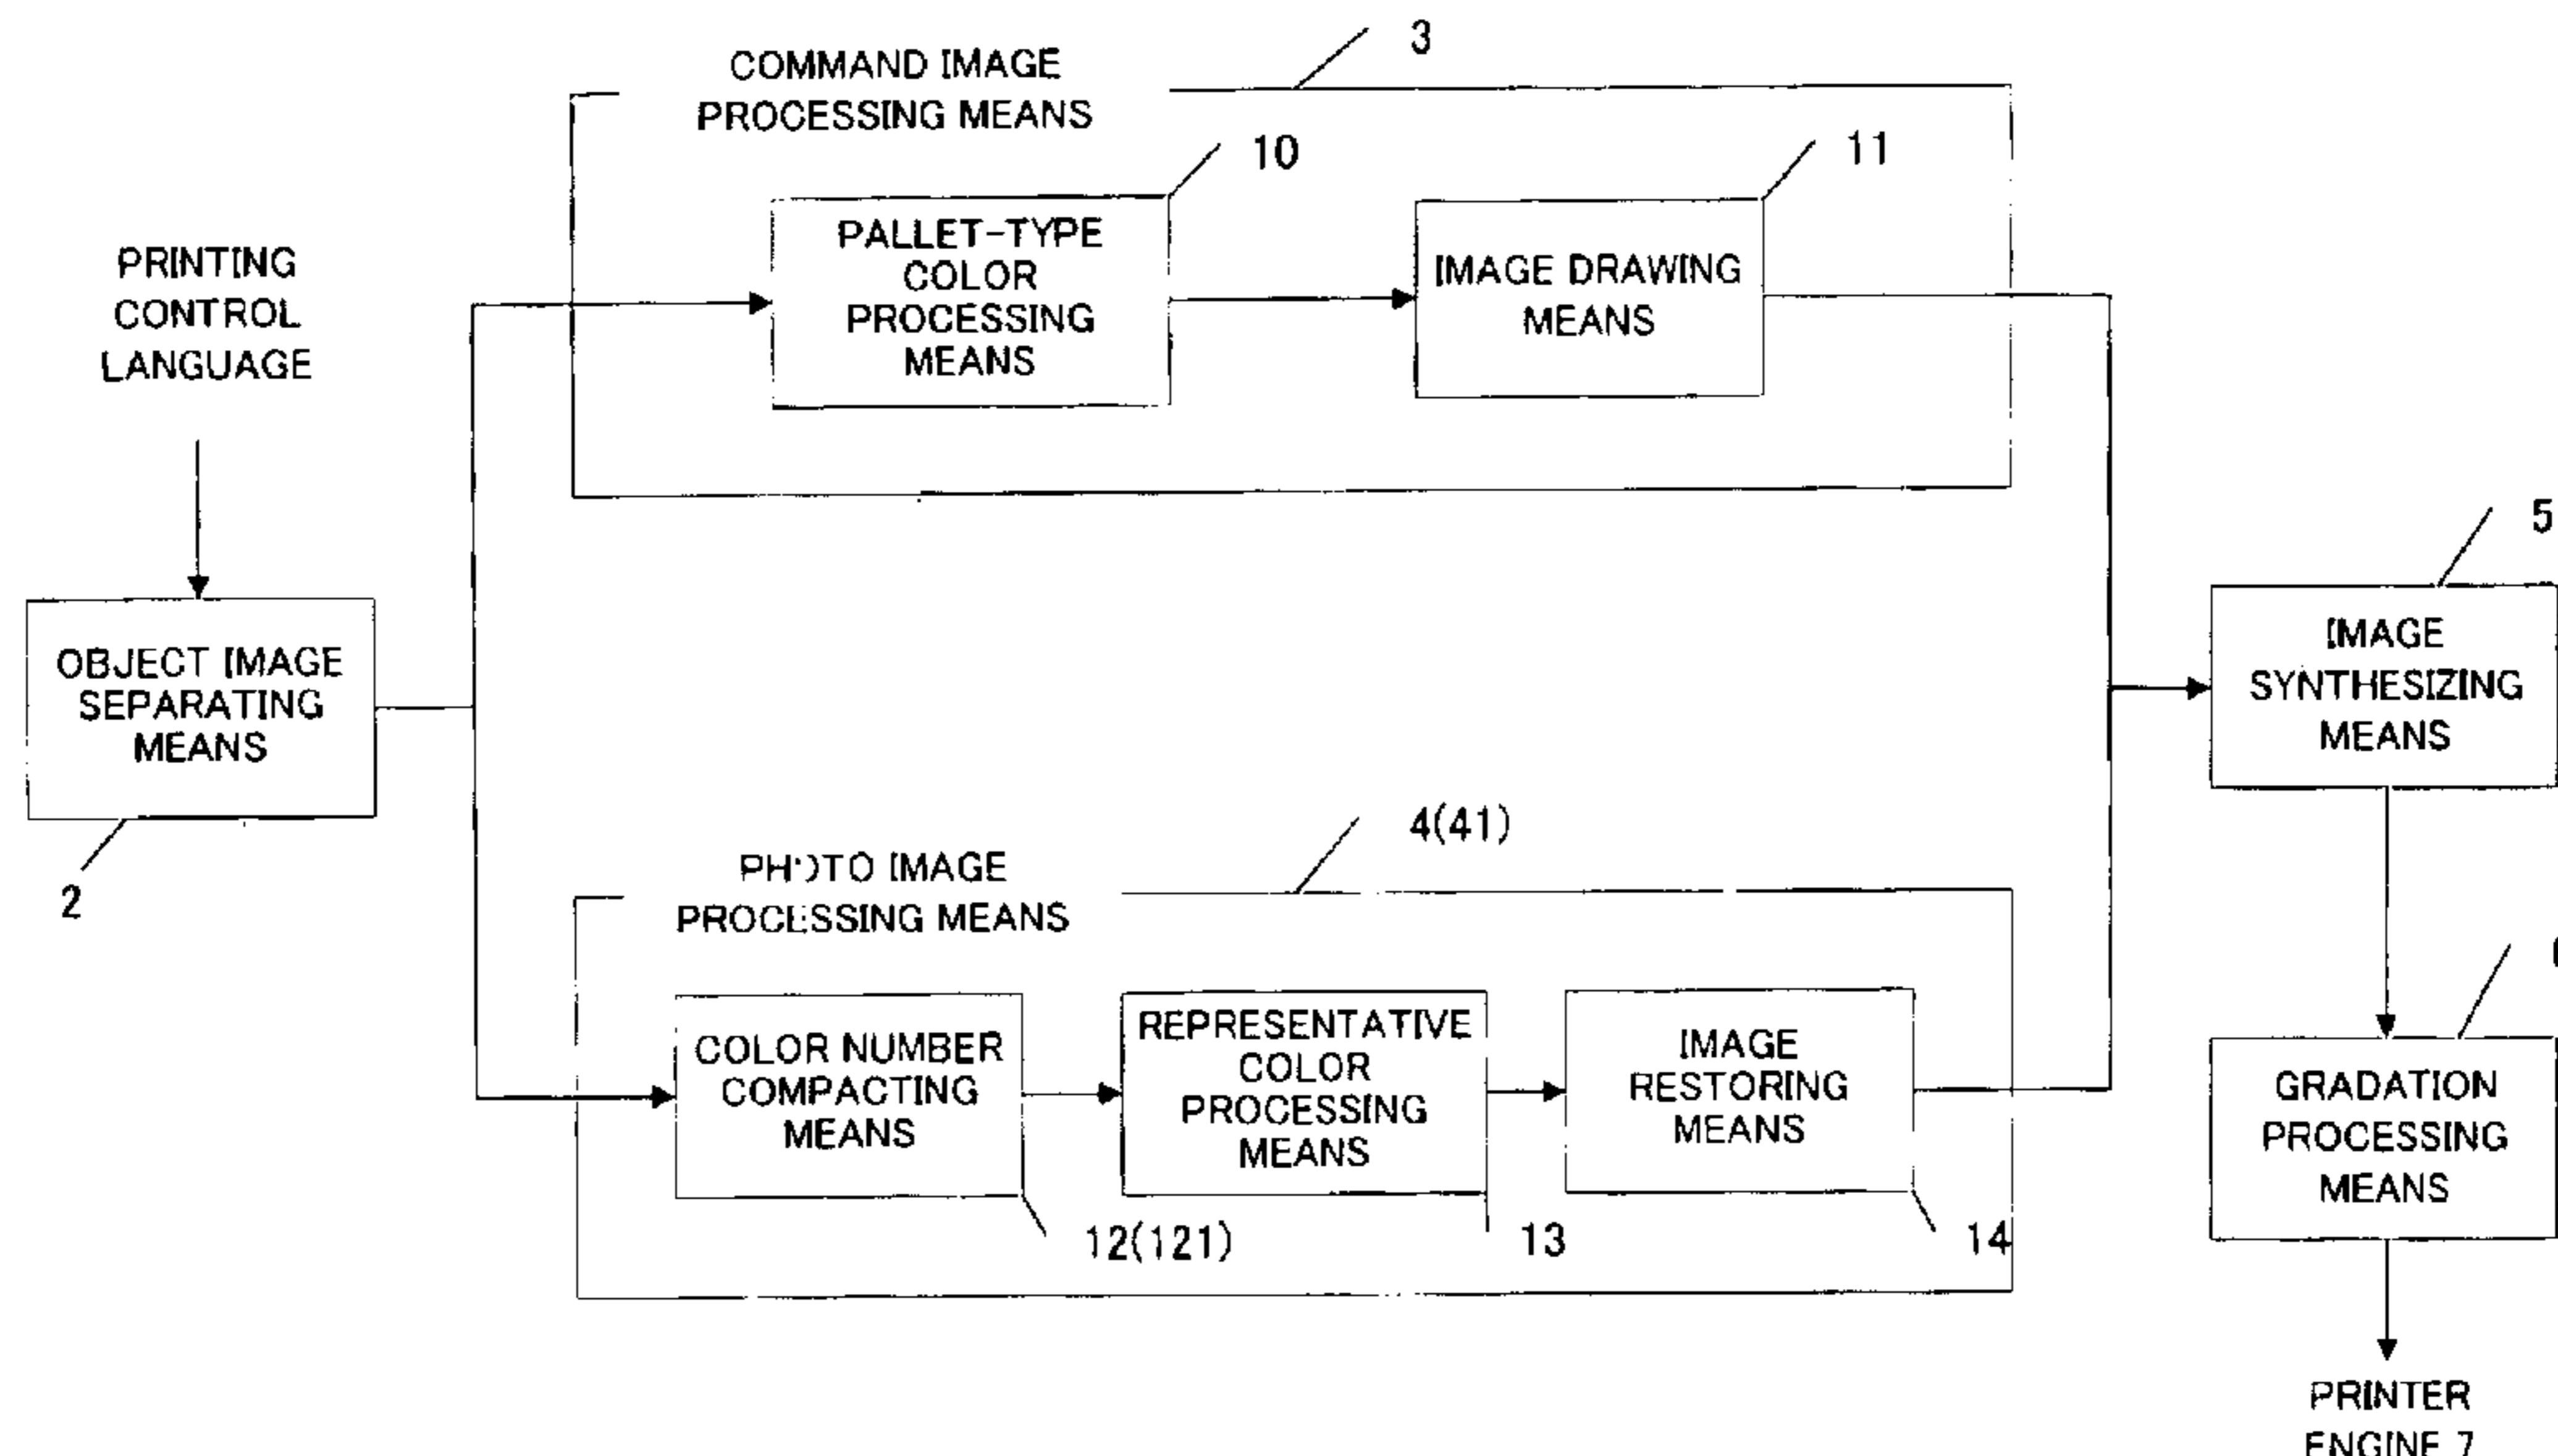 3
COMMAND IMAGE
PROCESSING MEANS
10
11
PALLET-TYPE
COLOR
PROCESSING
MEANS
IMAGE DRAWING
MEANS
PRINTING
CONTROL
LANGUAGE
5
OBJECT IMAGE
SEPARATING
MEANS
2
IMAGE
SYNTHESIZING
MEANS
4(41)
PHOTO IMAGE
PROCESSING MEANS
COLOR NUMBER
COMPACTING
MEANS
REPRESENTATIVE
COLOR
PROCESSING
MEANS
IMAGE
RESTORING
MEANS
12(121)
13
14
GRADATION
PROCESSING
MEANS
PRINTER
ENGINE 7